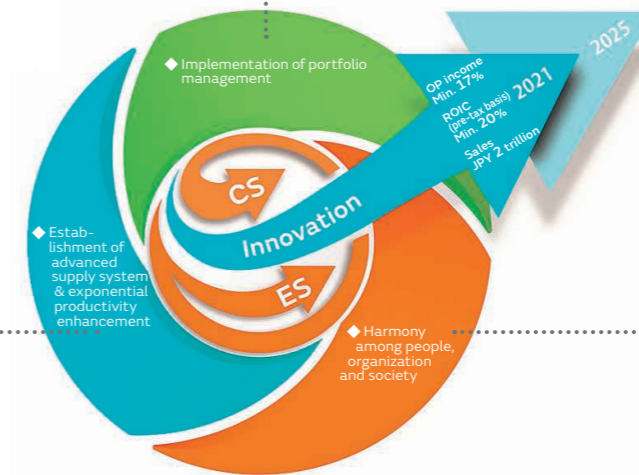 ◆ Implementation of portfolio
management
OP income
Min. 17%
ROIC
(pre-tax basis)
Min. 20%
Sales
JPY 2 trillion
2021
2025
CS
Innovation
ES
◆ Estab-
lishment of
advanced
supply system
& exponential
productivity
enhancement
◆ Harmony
among people,
organization
and society